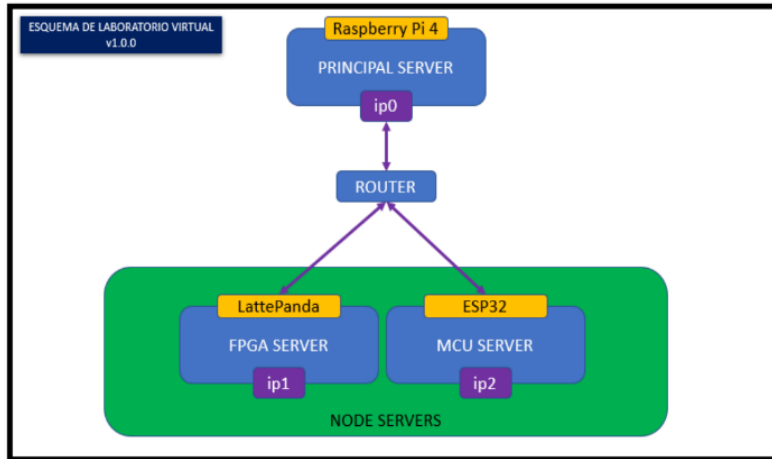 ESQUEMA DE LABORATORIO VIRTUAL
v1.0.0
Raspberry Pi 4
PRINCIPAL SERVER
ip0
ROUTER
LattePanda
FPGA SERVER
ip1
ESP32
MCU SERVER
ip2
NODE SERVERS